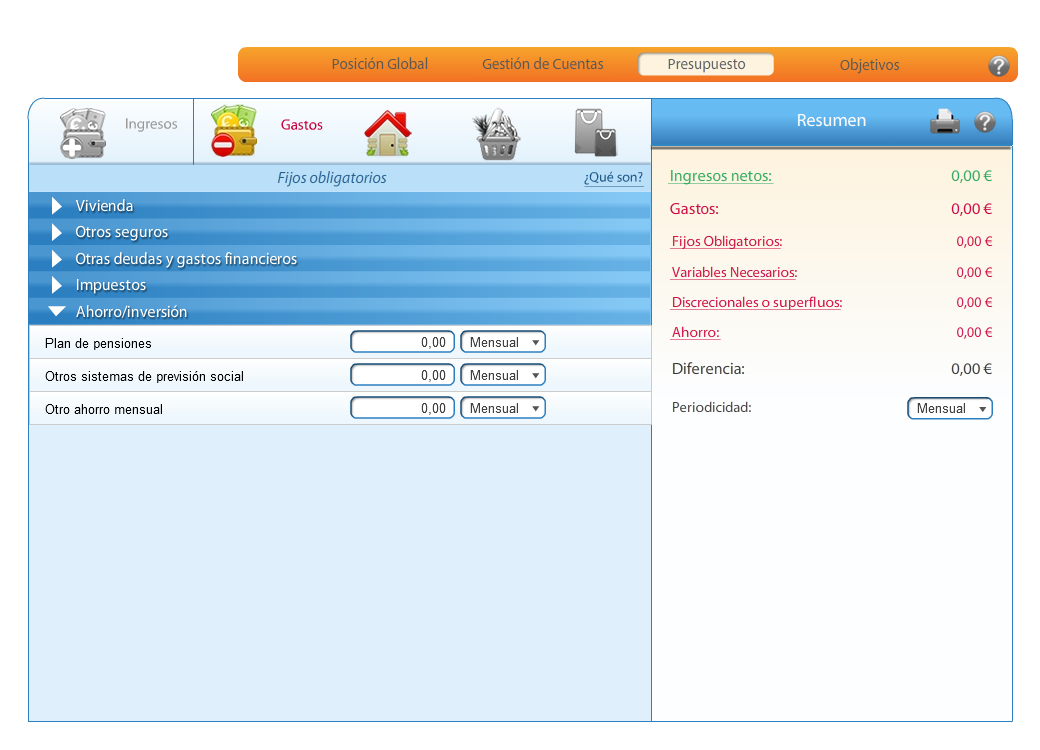 Posición Global Gestión de Cuentas Presupuesto Objetivos ?
Ingresos Gastos
Fijos obligatorios ¿Qué son?
Vivienda
Otros seguros
Otras deudas y gastos financieros
Impuestos
Ahorro/inversión
Plan de pensiones 0,00 Mensual
Otros sistemas de previsión social 0,00 Mensual
Otro ahorro mensual 0,00 Mensual
Resumen ?
Ingresos netos: 0,00 €
Gastos: 0,00 €
Fijos Obligatorios: 0,00 €
Variables Necesarios: 0,00 €
Discrecionales o superfluos: 0,00 €
Ahorro: 0,00 €
Diferencia: 0,00 €
Periodicidad: Mensual